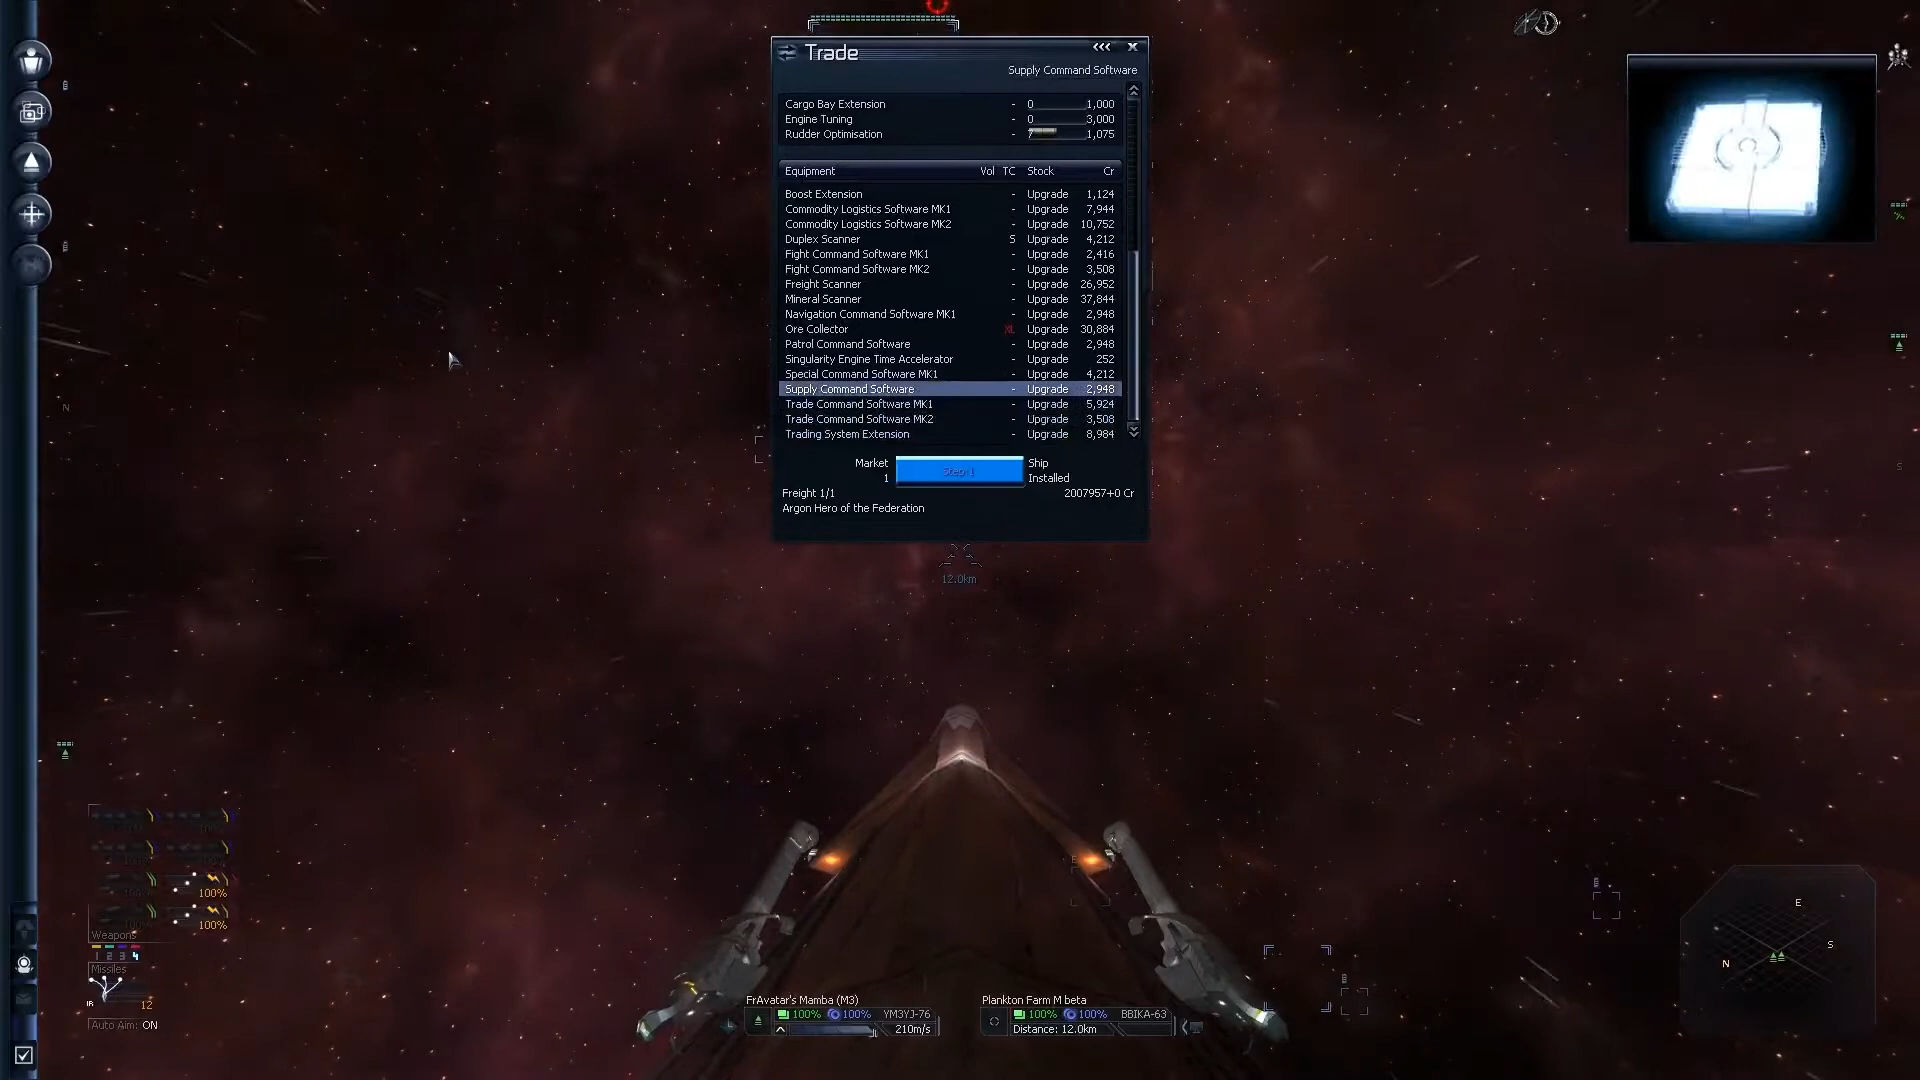 Trade
Supply Command Software
Cargo Bay Extension - 0 1,000
Engine Tuning - 0 3,000
Rudder Optimisation - 7 1,075
Equipment Vol TC Stock Cr
Boost Extension - Upgrade 1,124
Commodity Logistics Software MK1 - Upgrade 7,944
Commodity Logistics Software MK2 - Upgrade 10,752
Duplex Scanner S Upgrade 4,212
Fight Command Software MK1 - Upgrade 2,416
Fight Command Software MK2 - Upgrade 3,508
Freight Scanner - Upgrade 26,952
Mineral Scanner - Upgrade 37,844
Navigation Command Software MK1 - Upgrade 2,948
Ore Collector XL Upgrade 30,884
Patrol Command Software - Upgrade 2,948
Singularity Engine Time Accelerator - Upgrade 252
Special Command Software MK1 - Upgrade 4,212
Supply Command Software - Upgrade 2,948
Trade Command Software MK1 - Upgrade 5,924
Trade Command Software MK2 - Upgrade 3,508
Trading System Extension - Upgrade 8,984
Market Ship
1 Step:1 Installed
Freight 1/1 2007957+0 Cr
Argon Hero of the Federation
12.0km
N
S
100%
100%
Weapons
1 2 3 4
Missiles
IR 12
Auto Aim: ON
FrAvatar's Mamba (M3)
100% 100% YM3YJ-76
210m/s
Plankton Farm M beta
100% 100% BBIKA-63
Distance: 12.0km
E
S
N